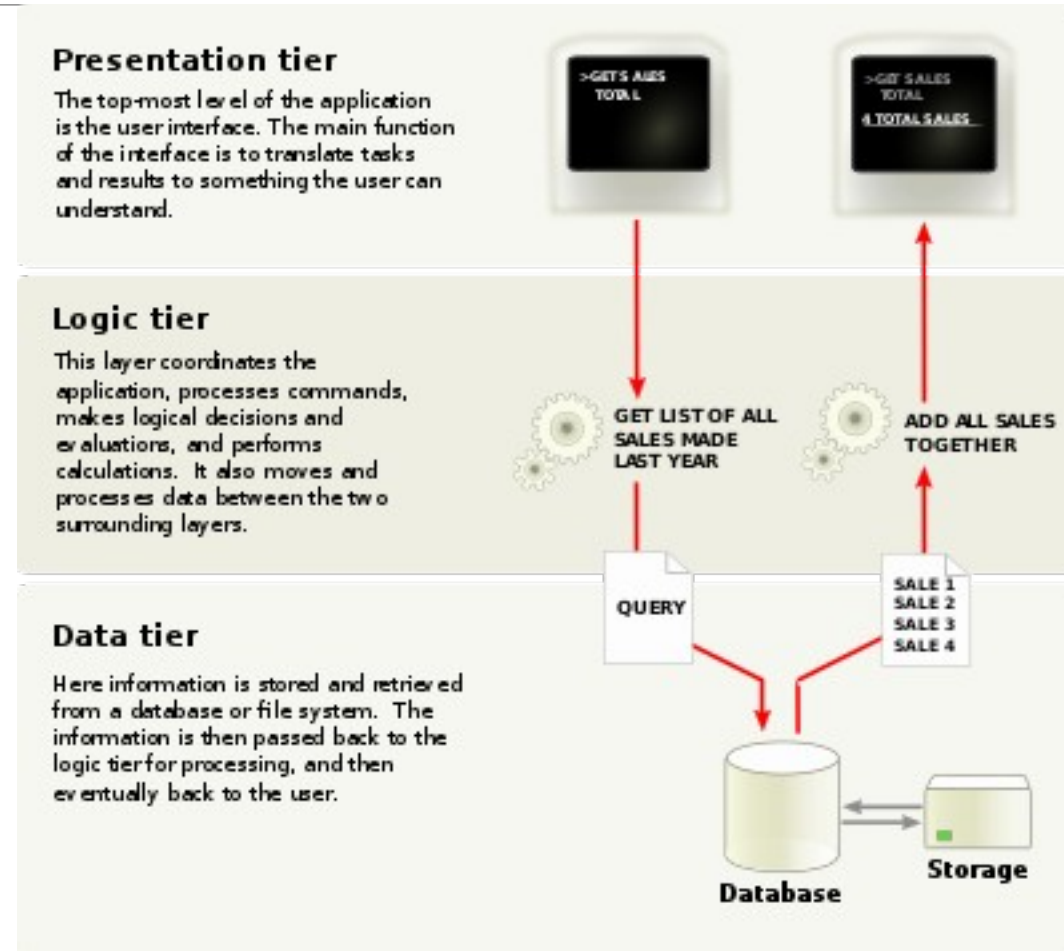 Presentation tier
The top-most level of the application
is the user interface. The main function
of the interface is to translate tasks
and results to something the user can
understand.
>GET SALES
TOTAL
>GET SALES
TOTAL
4 TOTAL SALES
Logic tier
This layer coordinates the
application, processes commands,
makes logical decisions and
evaluations, and performs
calculations. It also moves and
processes data between the two
surrounding layers.
GET LIST OF ALL
SALES MADE
LAST YEAR
ADD ALL SALES
TOGETHER
QUERY
SALE 1
SALE 2
SALE 3
SALE 4
Data tier
Here information is stored and retrieved
from a database or file system. The
information is then passed back to the
logic tier for processing, and then
eventually back to the user.
Database
Storage